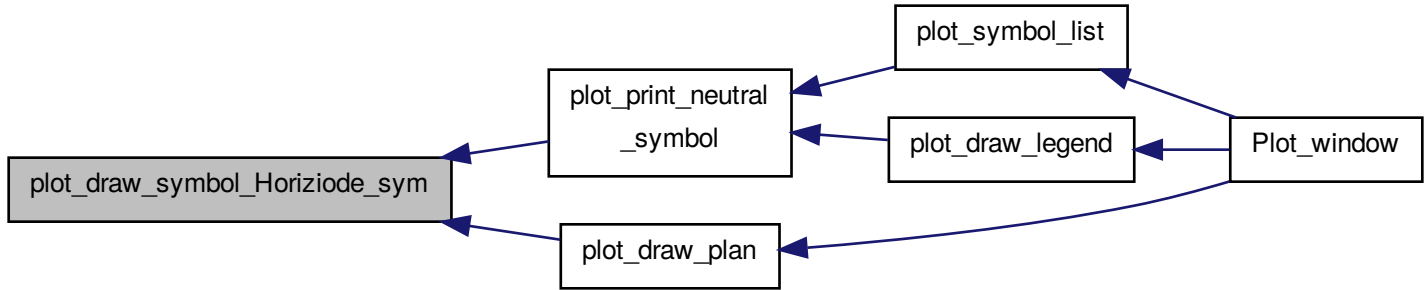 plot_draw_symbol_Horiziode_sym
plot_print_neutral
_symbol
plot_symbol_list
plot_draw_legend
Plot_window
plot_draw_plan